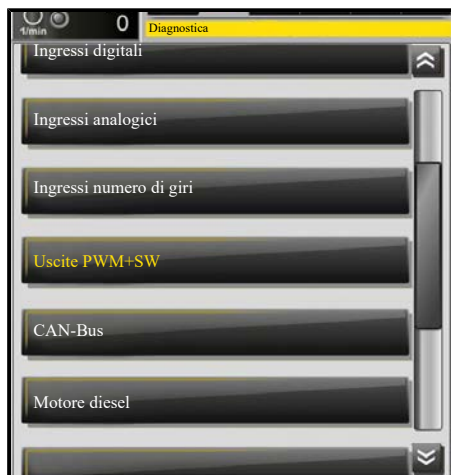 1/min
0
Diagnostica
Ingressi digitali
Ingressi analogici
Ingressi numero di giri
Uscite PWM+SW
CAN-Bus
Motore diesel